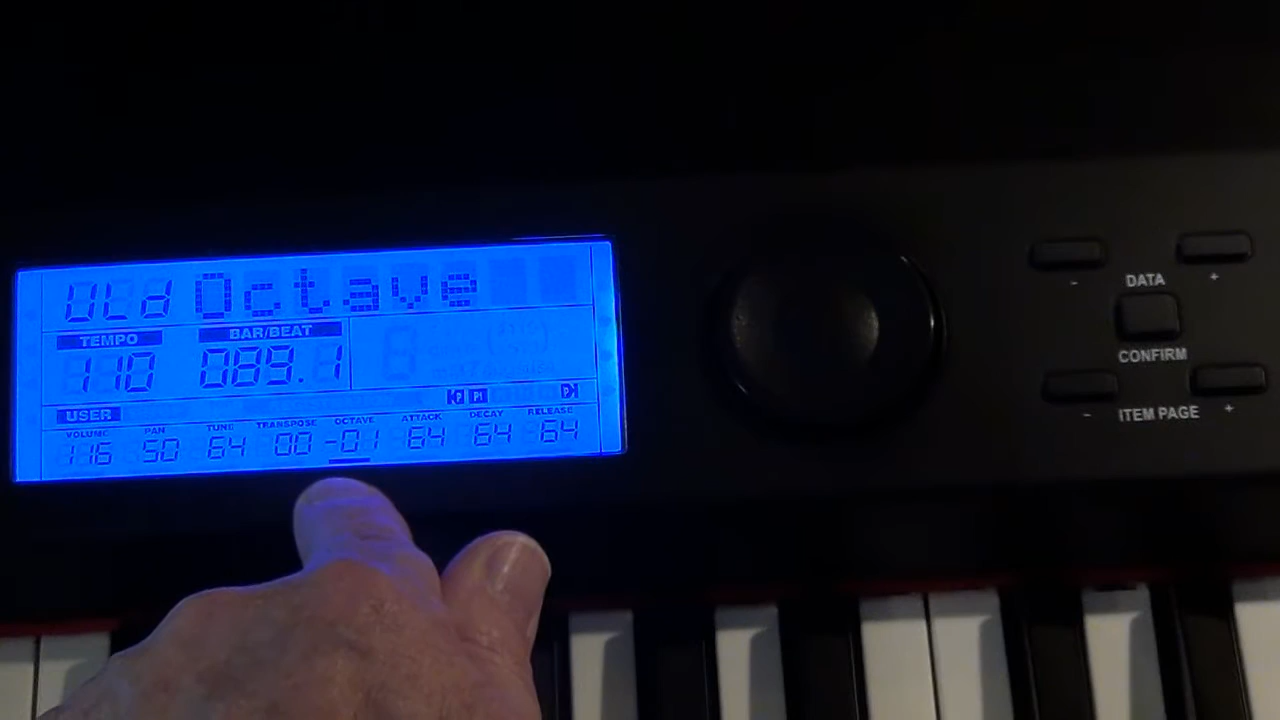 VLd Octave
TEMPO BAR/BEAT
110 089.1
USER
VOLUME PAN TUNE TRANSPOSE OCTAVE ATTACK DECAY RELEASE
116 50 64 00 -01 64 64 64
- +
DATA
CONFIRM
- ITEM PAGE +